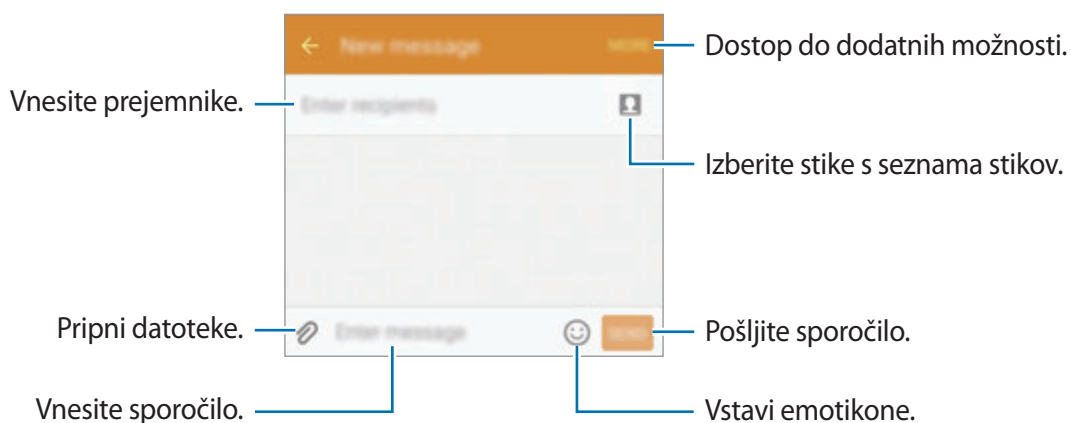 New message
MORE
Dostop do dodatnih možnosti.
Vnesite prejemnike.
Enter recipients
Izberite stike s seznama stikov.
Pripni datoteke.
Enter message
SEND
Pošljite sporočilo.
Vnesite sporočilo.
Vstavi emotikone.